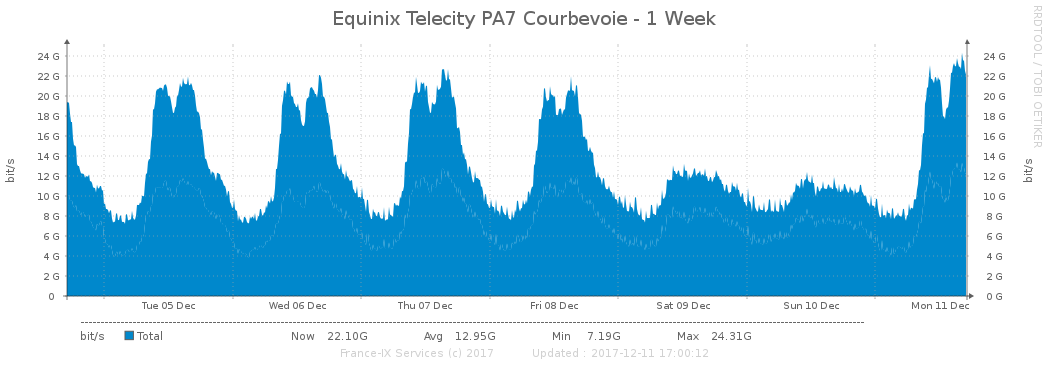 Equinix Telecity PA7 Courbevoie - 1 Week
RRDTOOL / TOBI OETIKER
bit/s
24 G
22 G
20 G
18 G
16 G
14 G
12 G
10 G
8 G
6 G
4 G
2 G
0
24 G
22 G
20 G
18 G
16 G
14 G
12 G
10 G
8 G
6 G
4 G
2 G
0 G
bit/s
Tue 05 Dec Wed 06 Dec Thu 07 Dec Fri 08 Dec Sat 09 Dec Sun 10 Dec Mon 11 Dec
bit/s Total Now 22.10G Avg 12.95G Min 7.19G Max 24.31G
France-IX Services (c) 2017 Updated : 2017-12-11 17:00:12